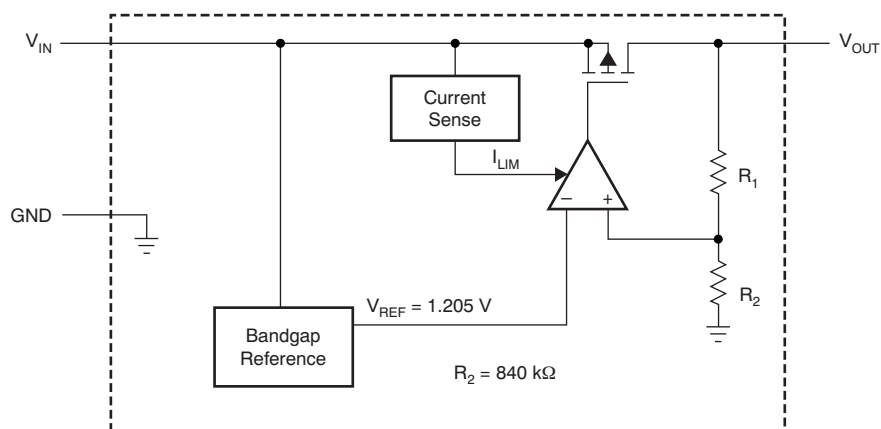 V_IN
V_OUT
Current
Sense
I_LIM
R_1
− +
GND
R_2
V_REF = 1.205 V
Bandgap
Reference
R_2 = 840 kΩ